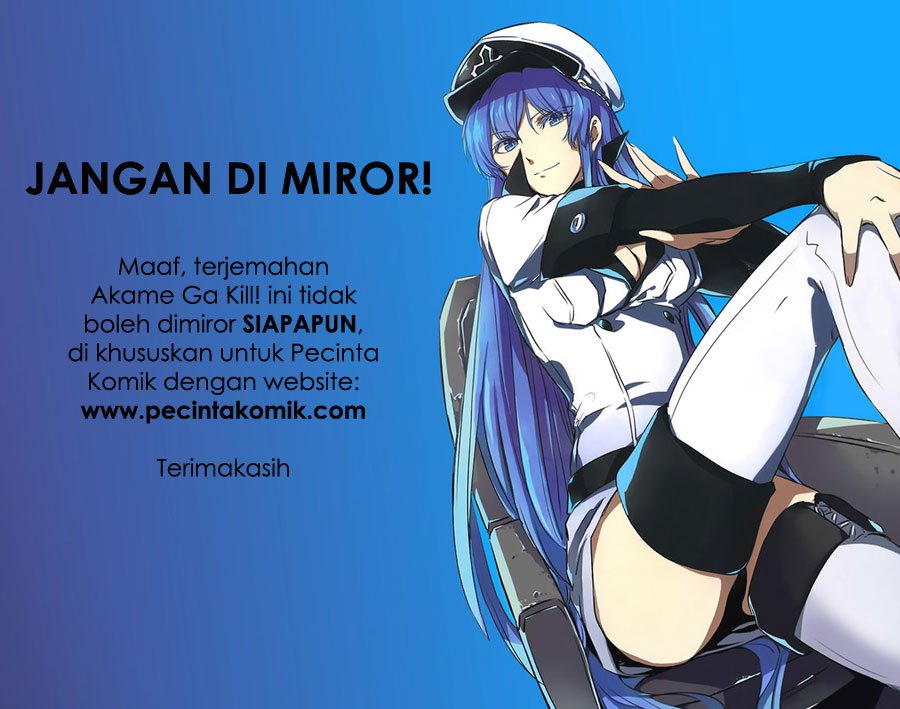 JANGAN DI MIROR!
Maaf, terjemahan
Akame Ga Kill! ini tidak
boleh dimiror SIAPAPUN,
di khususkan untuk Pecinta
Komik dengan website:
www.pecintakomik.com
Terimakasih